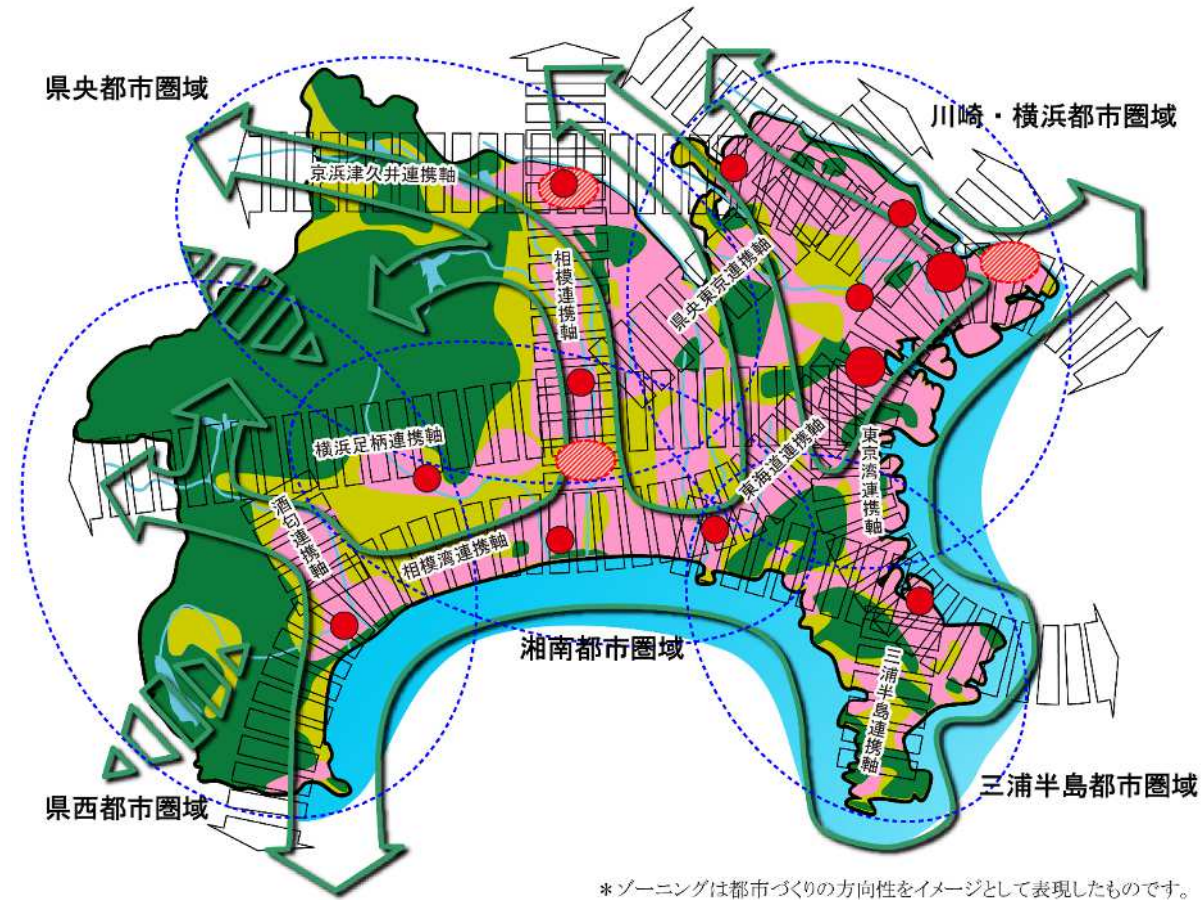 県央都市圏域
川崎・横浜都市圏域
京浜津久井連携軸
相模連携軸
県央東京連携軸
横浜足柄連携軸
東海道連携軸
東京湾連携軸
酒匂連携軸
相模湾連携軸
湘南都市圏域
三浦半島連携軸
県西都市圏域
三浦半島都市圏域
*ゾーニングは都市づくりの方向性をイメージとして表現したものです。